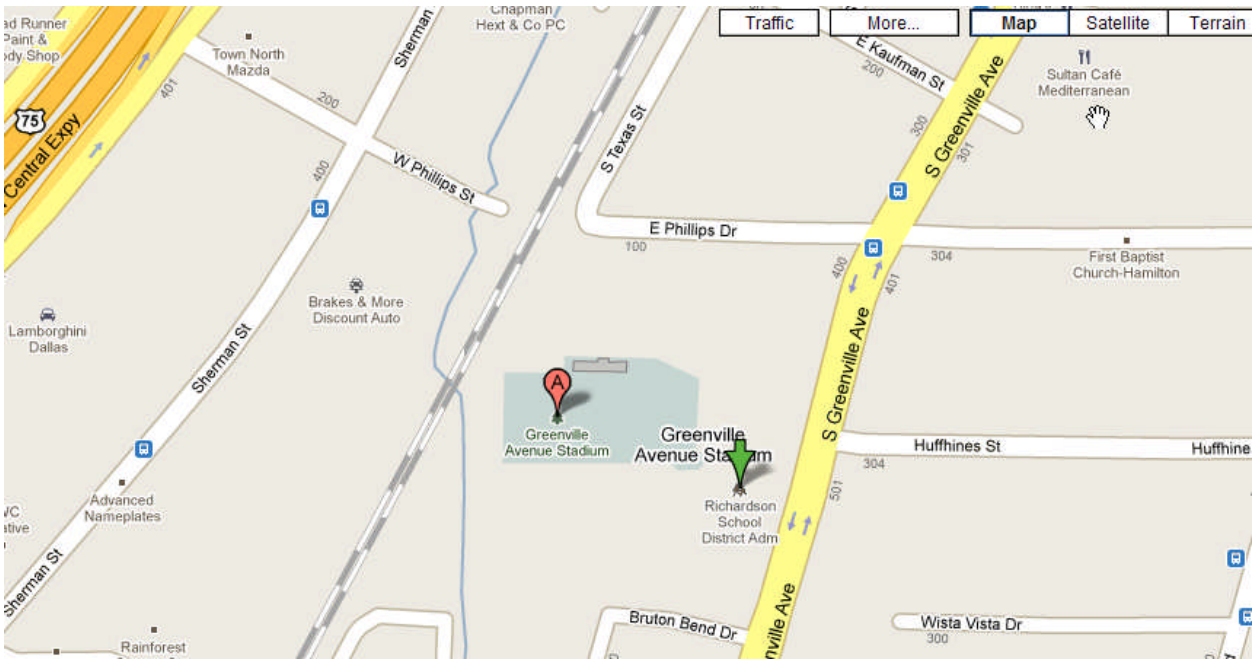 Chapman
Hext & Co PC
Traffic
More...
Map
Satellite
Terrain
ad Runner
Paint &
ody Shop
Town North
Mazda
Sherman
E Kaufman St
200
Sultan Café
Mediterranean
401
200
75
Central Expy
S Texas St
300
S Greenville Ave
301
400
W Phillips St
E Phillips Dr
100
304
400
401
First Baptist
Church-Hamilton
Brakes & More
Discount Auto
Lamborghini
Dallas
Sherman St
S Greenville Ave
A
Greenville
Avenue Stadium
Greenville
Avenue Stadium
Huffhines St
Huffhine
304
501
Richardson
School
District Adm
Advanced
Nameplates
VC
ative
Sherman St
Bruton Bend Dr
nville Ave
Wista Vista Dr
300
Rainforest